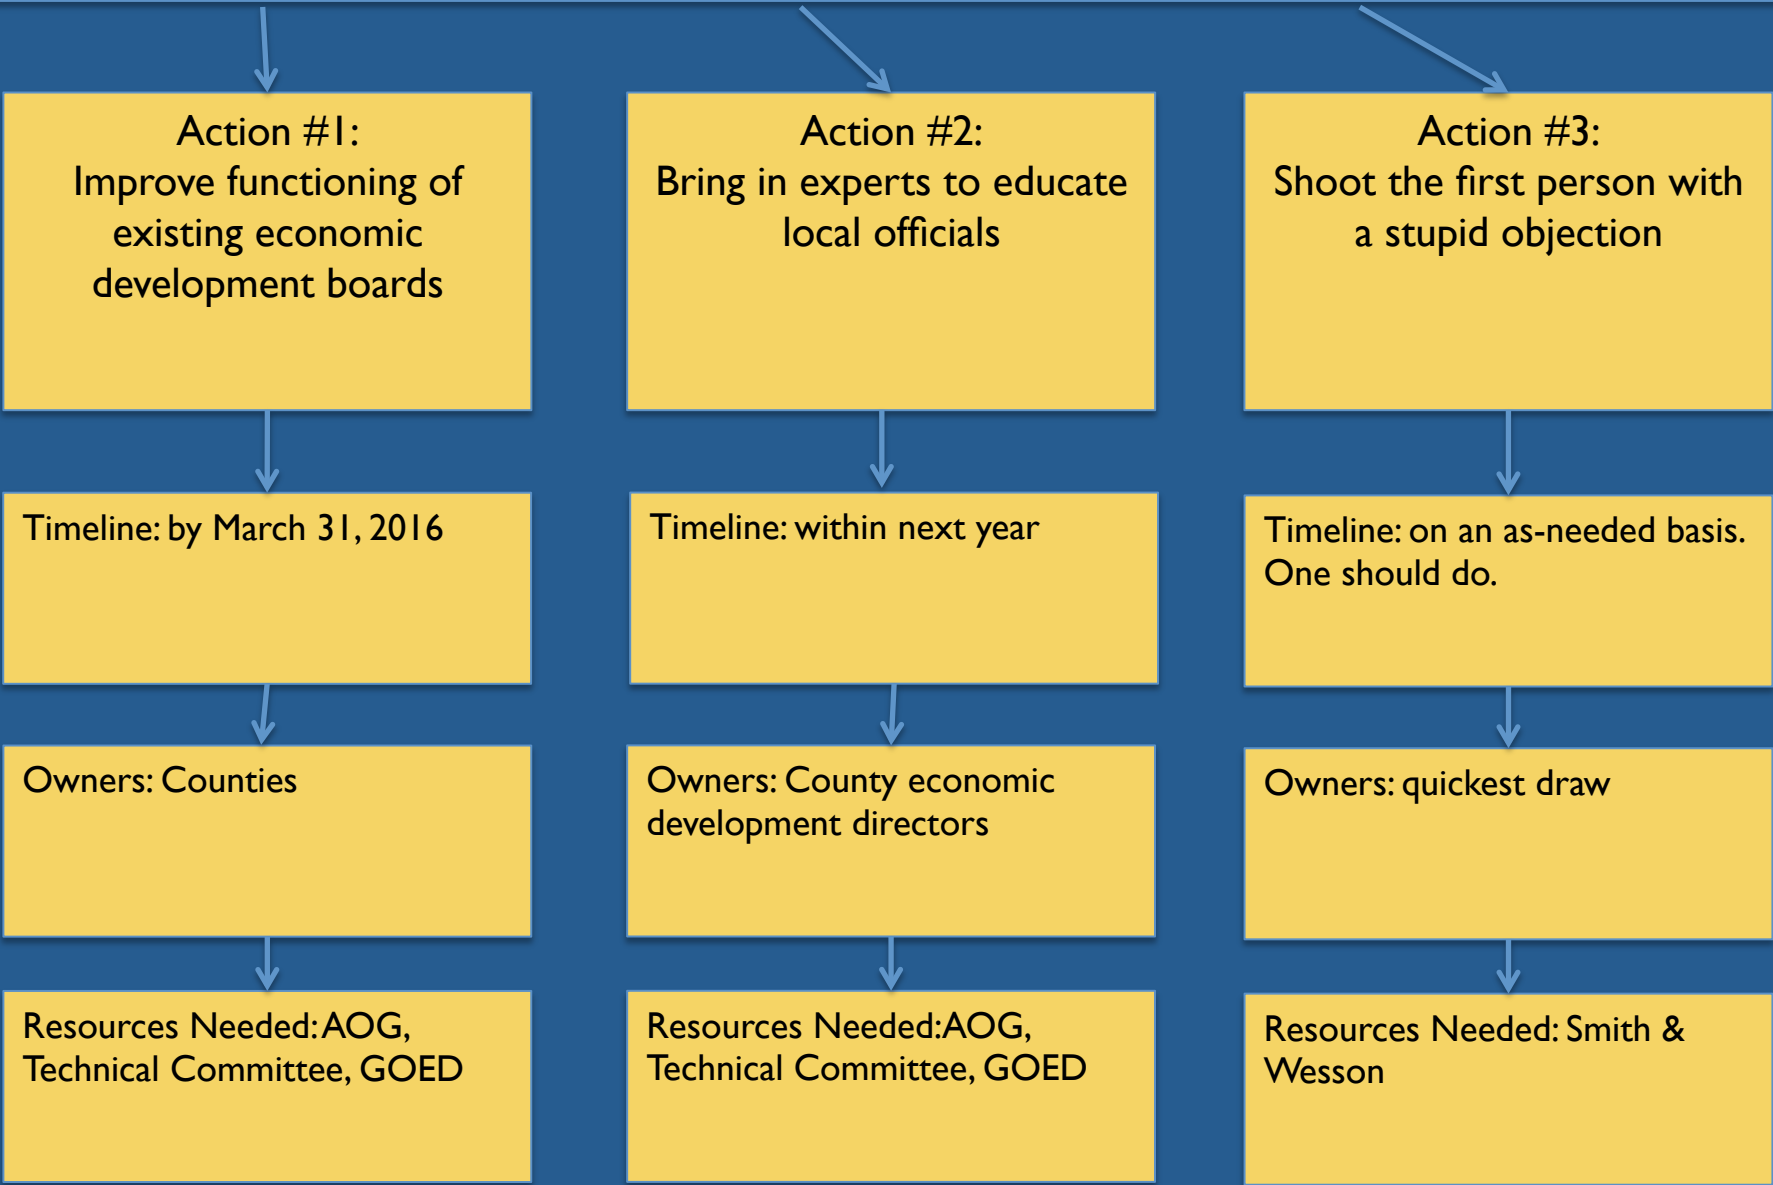 Action #1:
Improve functioning of
existing economic
development boards
Timeline: by March 31, 2016
Owners: Counties
Resources Needed: AOG,
Technical Committee, GOED
Action #2:
Bring in experts to educate
local officials
Timeline: within next year
Owners: County economic
development directors
Resources Needed:AOG,
Technical Committee, GOED
Action #3:
Shoot the first person with
a stupid objection
Timeline: on an as-needed basis.
One should do.
Owners: quickest draw
Resources Needed: Smith &
Wesson